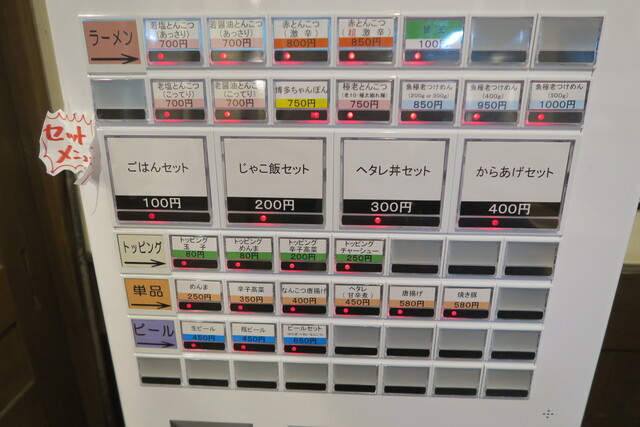 ラーメン
若塩とんこつ
(あっさり)
700円
若醤油とんこつ
(あっさり)
700円
赤とんこつ
(激辛)
800円
赤とんこつ
(超激辛)
850円
替玉
100円
老塩とんこつ
(こってり)
700円
老醤油とんこつ
(こってり)
700円
博多ちゃんぽん
750円
極老とんこつ
750円
魚極老つけめん
(200g or 300g)
850円
魚極老つけめん
(400g)
950円
魚極老つけめん
(500g)
1000円
セット
メニュー
ごはんセット
100円
じゃこ飯セット
200円
ヘタレ丼セット
300円
からあげセット
400円
トッピング
トッピング
玉子
80円
トッピング
めんま
80円
トッピング
辛子高菜
200円
トッピング
チャーシュー
250円
単品
めんま
250円
辛子高菜
350円
なんこつ唐揚げ
400円
ヘタレ
(甘辛煮)
450円
唐揚げ
580円
焼き豚
580円
ビール
生ビール
450円
瓶ビール
450円
ビールセット
650円